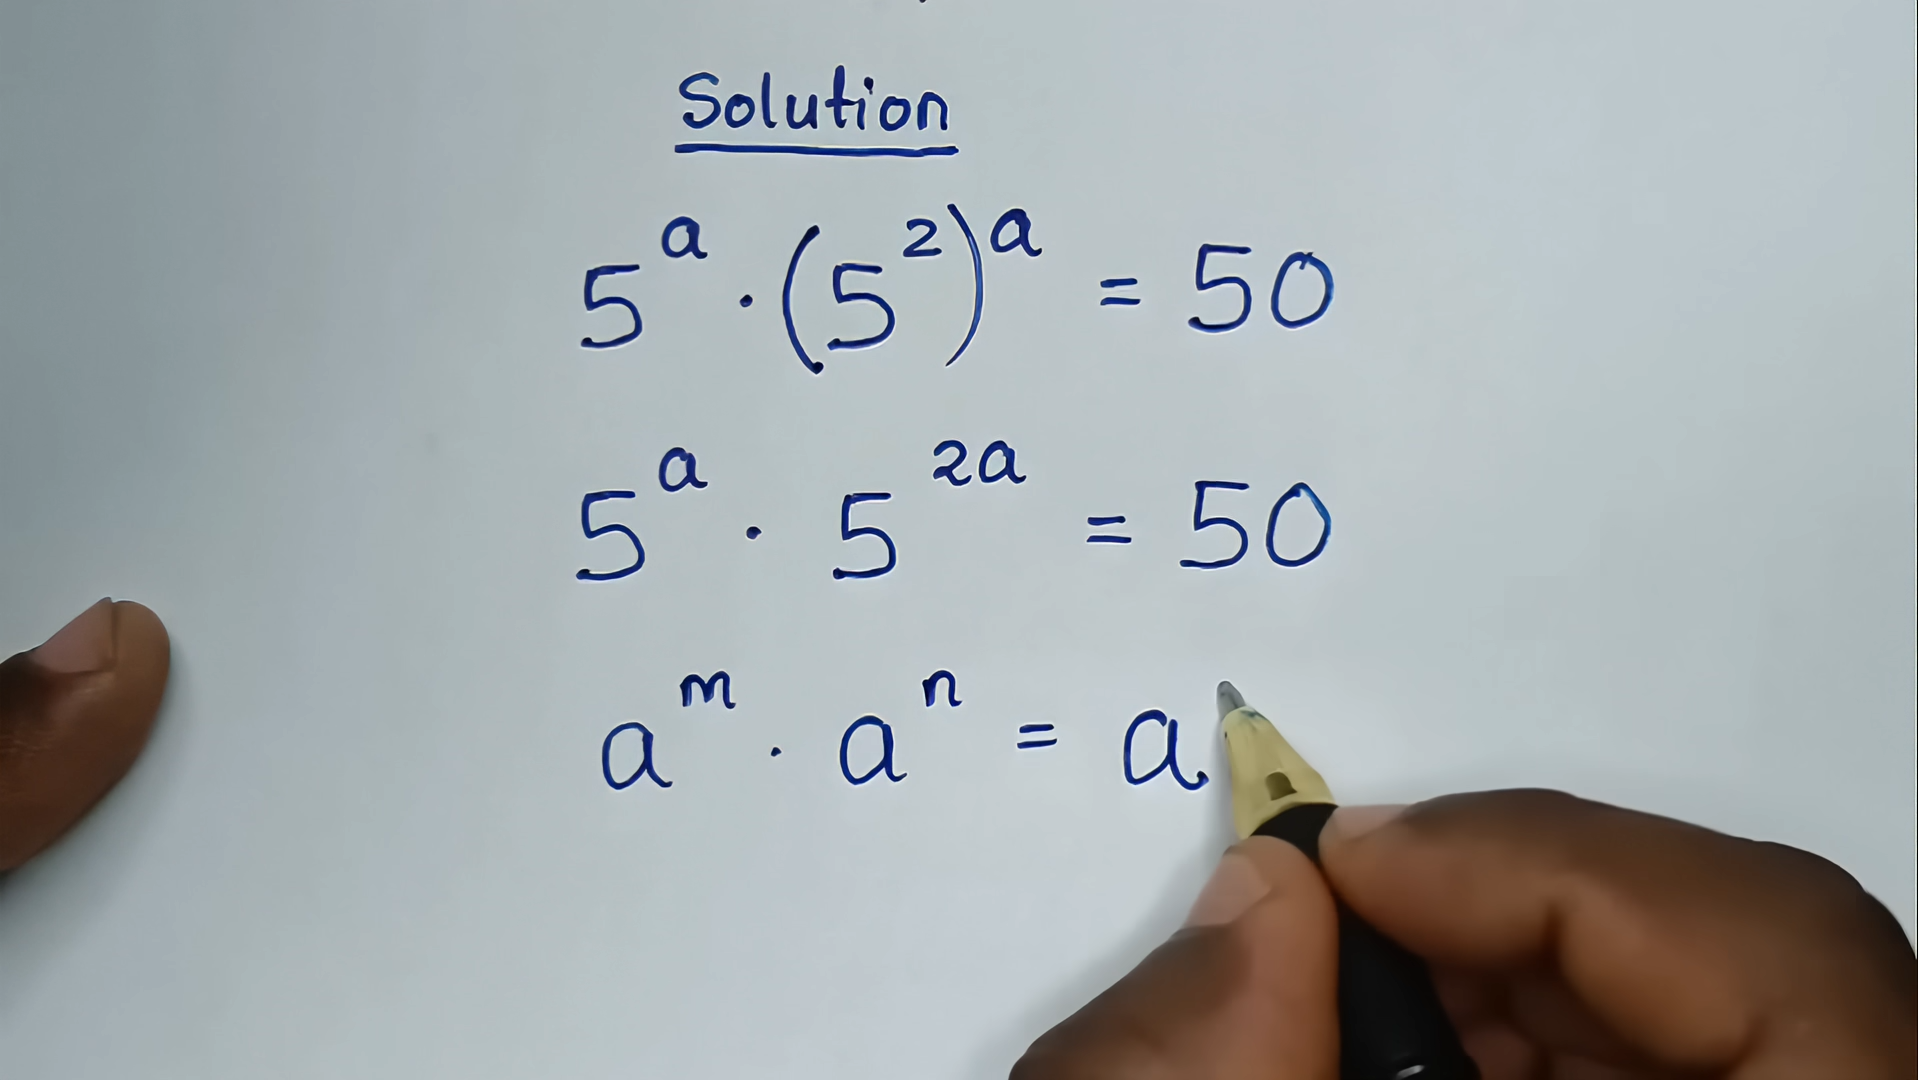 Solution
5^a · (5^2)^a = 50
5^a · 5^2a = 50
a^m · a^n = a